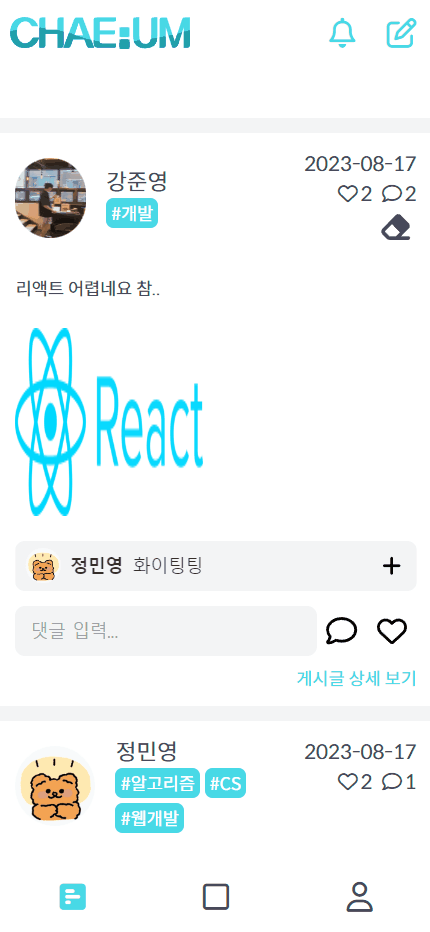 CHAE:UM
강준영
#개발
2023-08-17
2 2
리액트 어렵네요 참..
React
정민영 화이팅팅
댓글 입력...
게시글 상세 보기
정민영
#알고리즘 #CS
#웹개발
2023-08-17
2 1